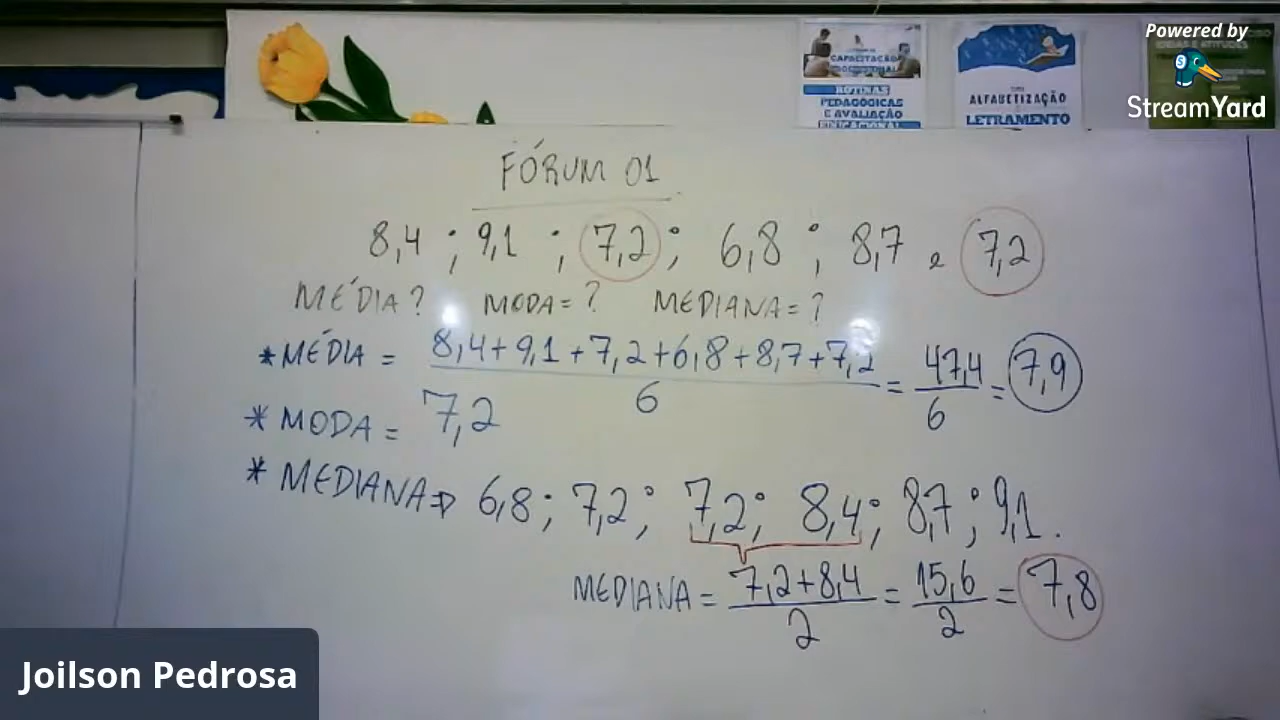 Powered by
StreamYard
CAPACITAÇÃO
ROTINAS
PEDAGÓGICAS
E AVALIAÇÃO
EDUCACIONAL
ALFABETIZAÇÃO
LETRAMENTO
FÓRUM 01
8,4 ; 9,1 ; 7,2 ; 6,8 ; 8,7 e 7,2
MÉDIA? MODA = ? MEDIANA = ?
* MÉDIA = 8,4+9,1+7,2+6,8+8,7+7,2 / 6 = 47,4 / 6 = 7,9
* MODA = 7,2
* MEDIANA ⇒ 6,8 ; 7,2 ; 7,2 ; 8,4 ; 8,7 ; 9,1 .
MEDIANA = 7,2+8,4 / 2 = 15,6 / 2 = 7,8
Joilson Pedrosa